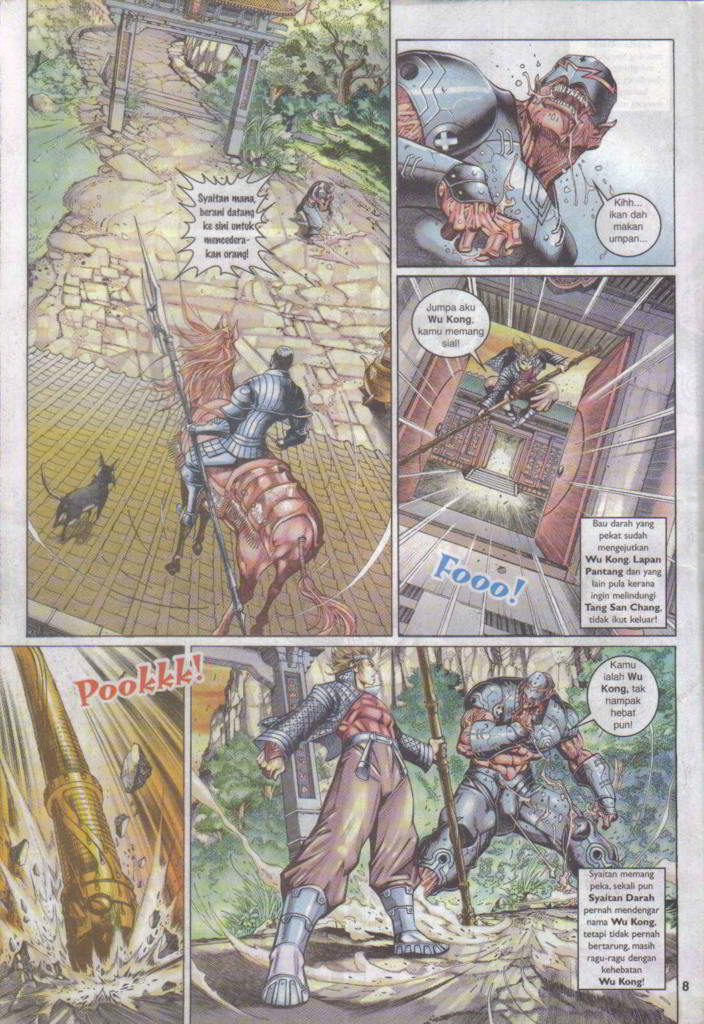 Syaitan mana,
berani datang
ke sini untuk
mencedera-
kan orang!
Kihh...
ikan dah
makan
umpan...
Jumpa aku
Wu Kong,
kamu memang
sial!
Fooo!
Bau darah yang
pekat sudah
mengejutkan
Wu Kong. Lapan
Pantang dan yang
lain pula kerana
ingin melindungi
Tang San Chang,
tidak ikut keluar!
Pookkk!
Kamu
ialah Wu
Kong, tak
nampak
hebat
pun!
Syaitan memang
peka, sekali pun
Syaitan Darah
pernah mendengar
nama Wu Kong,
tetapi tidak pernah
bertarung, masih
ragu-ragu dengan
kehebatan
Wu Kong!
8